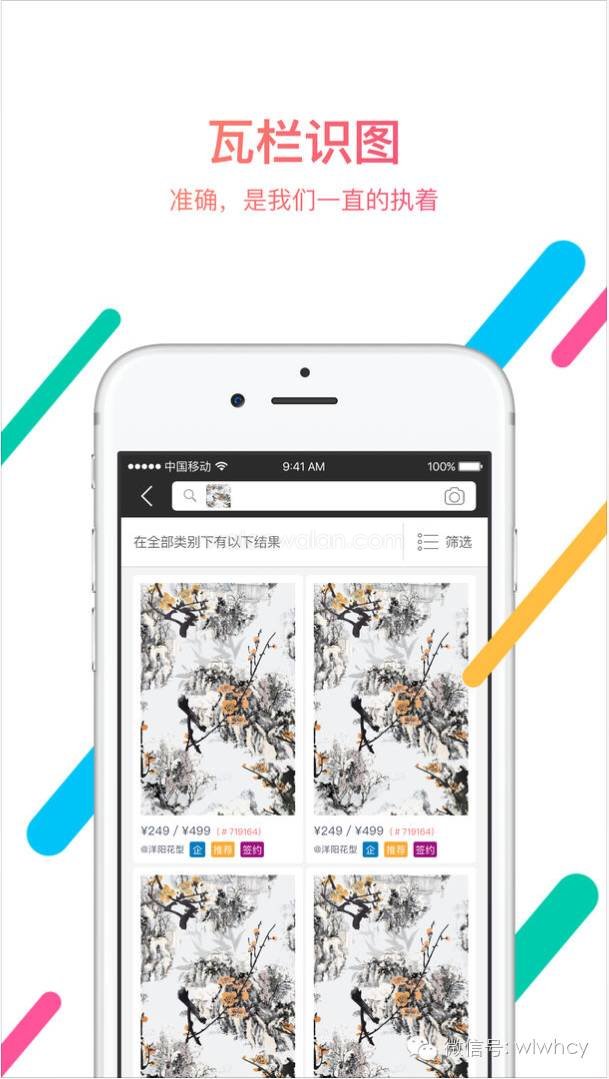 瓦栏识图
准确，是我们一直的执着
中国移动 9:41 AM 100%
在全部类别下有以下结果 筛选
¥249 / ¥499 (# 719164) ¥249 / ¥499 (# 719164)
@洋阳花型 企 推荐 签约 @洋阳花型 企 推荐 签约
微信号: wlwhcy